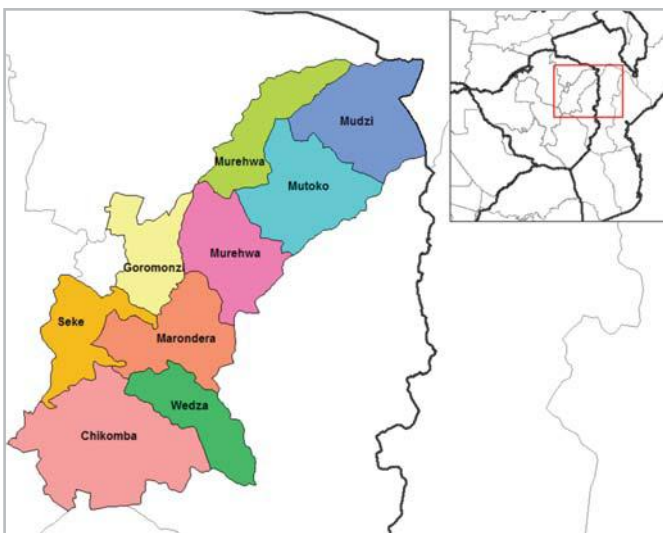 Mudzi
Murehwa
Mutoko
Murehwa
Goromonzi
Seke
Marondera
Wedza
Chikomba